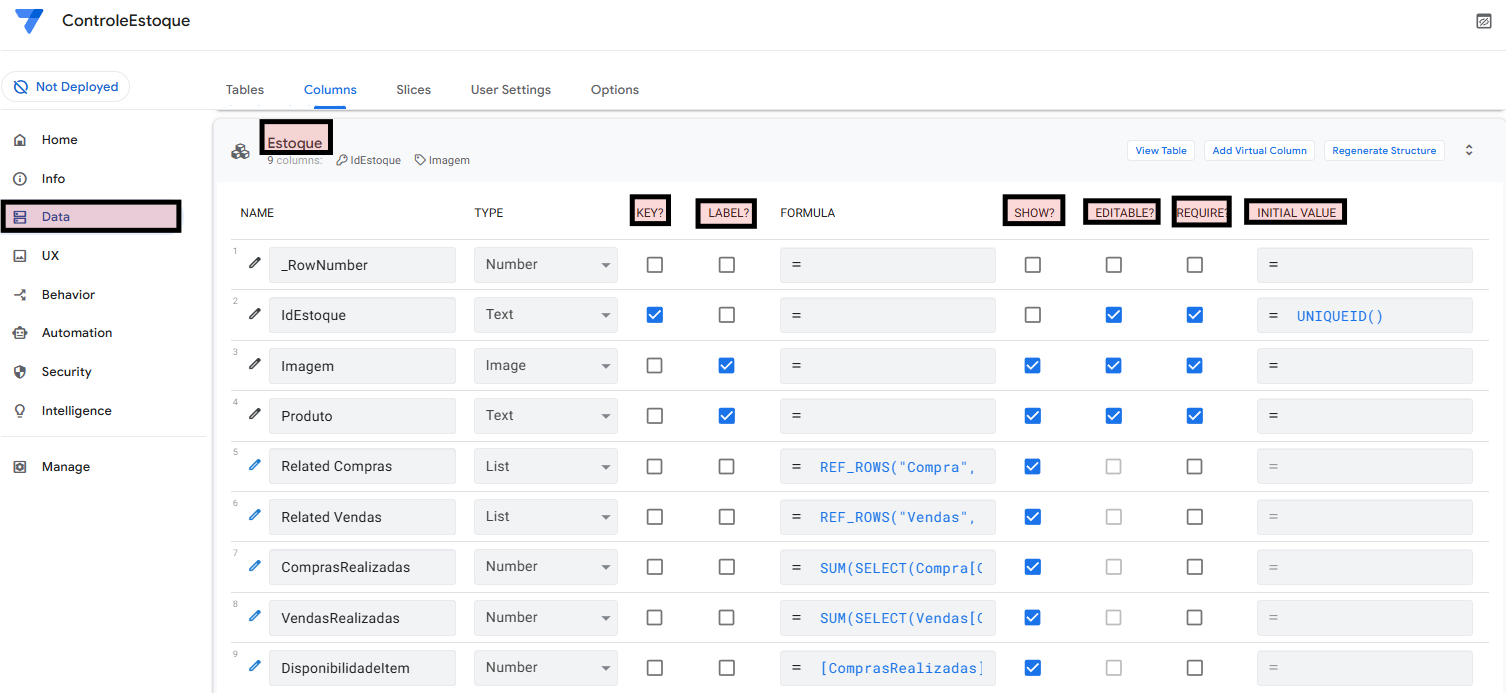 ControleEstoque
Not Deployed
Tables Columns Slices User Settings Options
Home
Info
Data
UX
Behavior
Automation
Security
Intelligence
Manage
Estoque
9 columns: IdEstoque Imagem
View Table Add Virtual Column Regenerate Structure
NAME TYPE KEY? LABEL? FORMULA SHOW? EDITABLE? REQUIRE? INITIAL VALUE
1 _RowNumber Number = =
2 IdEstoque Text = = UNIQUEID()
3 Imagem Image = =
4 Produto Text = =
5 Related Compras List = REF_ROWS("Compra", =
6 Related Vendas List = REF_ROWS("Vendas", =
7 ComprasRealizadas Number = SUM(SELECT(Compra[ =
8 VendasRealizadas Number = SUM(SELECT(Vendas[ =
9 DisponibilidadeItem Number = [ComprasRealizadas] =